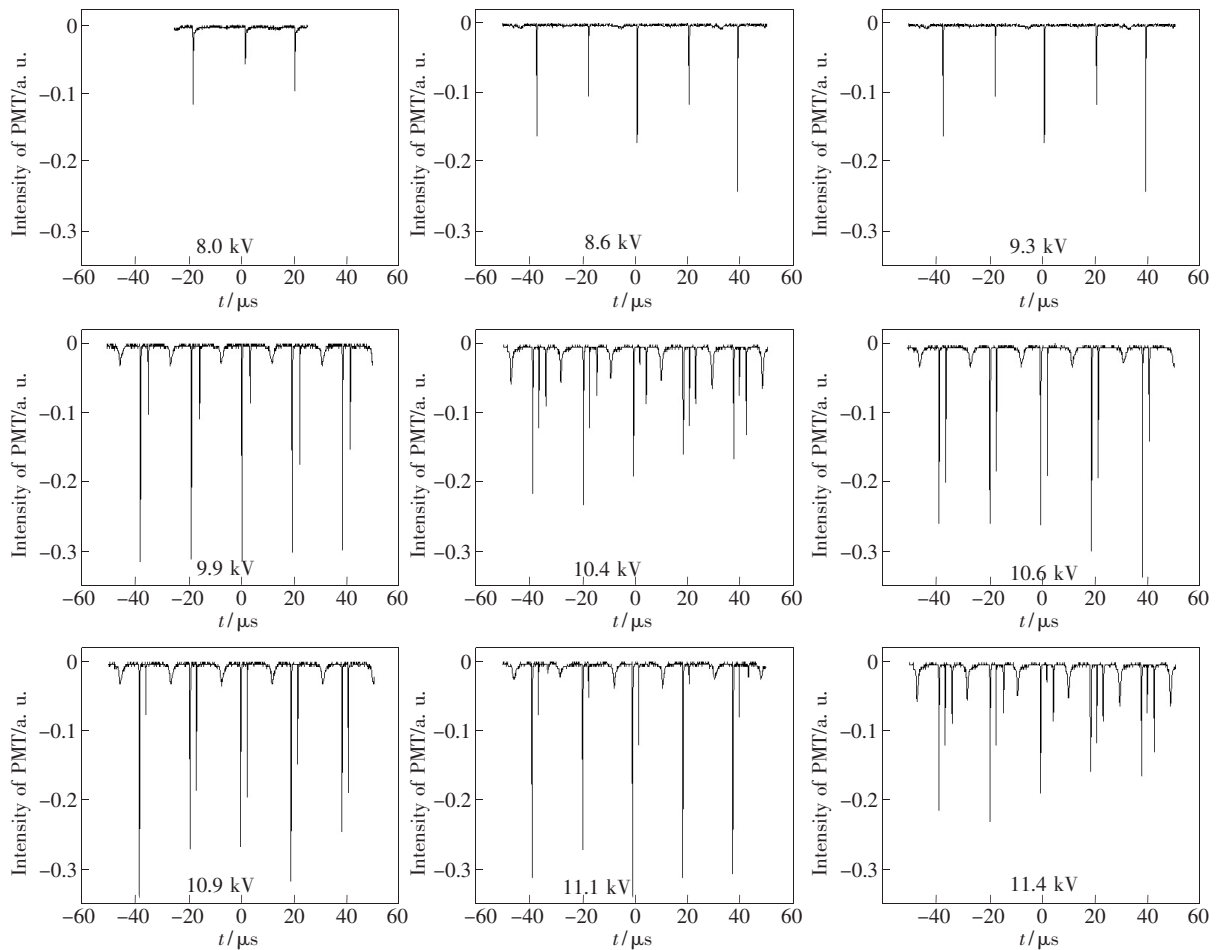 Intensity of PMT/a. u.
0
−0.1
−0.2
−0.3
8.0 kV
−60 −40 −20 0 20 40 60
t/μs
Intensity of PMT/a. u.
0
−0.1
−0.2
−0.3
8.6 kV
−60 −40 −20 0 20 40 60
t/μs
Intensity of PMT/a. u.
0
−0.1
−0.2
−0.3
9.3 kV
−40 −20 0 20 40 60
t/μs
Intensity of PMT/a. u.
0
−0.1
−0.2
−0.3
9.9 kV
−60 −40 −20 0 20 40 60
t/μs
Intensity of PMT/a. u.
0
−0.1
−0.2
−0.3
10.4 kV
−60 −40 −20 0 20 40 60
t/μs
Intensity of PMT/a. u.
0
−0.1
−0.2
−0.3
10.6 kV
−40 −20 0 20 40 60
t/μs
Intensity of PMT/a. u.
0
−0.1
−0.2
−0.3
10.9 kV
−60 −40 −20 0 20 40 60
t/μs
Intensity of PMT/a. u.
0
−0.1
−0.2
−0.3
11.1 kV
−60 −40 −20 0 20 40 60
t/μs
Intensity of PMT/a. u.
0
−0.1
−0.2
−0.3
11.4 kV
−40 −20 0 20 40 60
t/μs